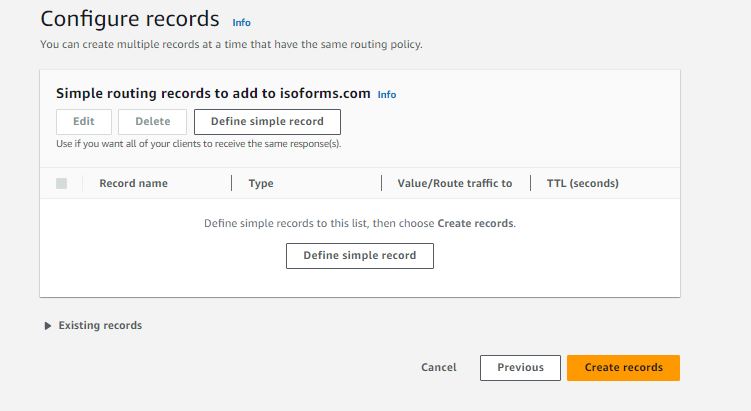 Configure records Info
You can create multiple records at a time that have the same routing policy.
Simple routing records to add to isoforms.com Info
Edit Delete Define simple record
Use if you want all of your clients to receive the same response(s).
Record name Type Value/Route traffic to TTL (seconds)
Define simple records to this list, then choose Create records.
Define simple record
Existing records
Cancel Previous Create records